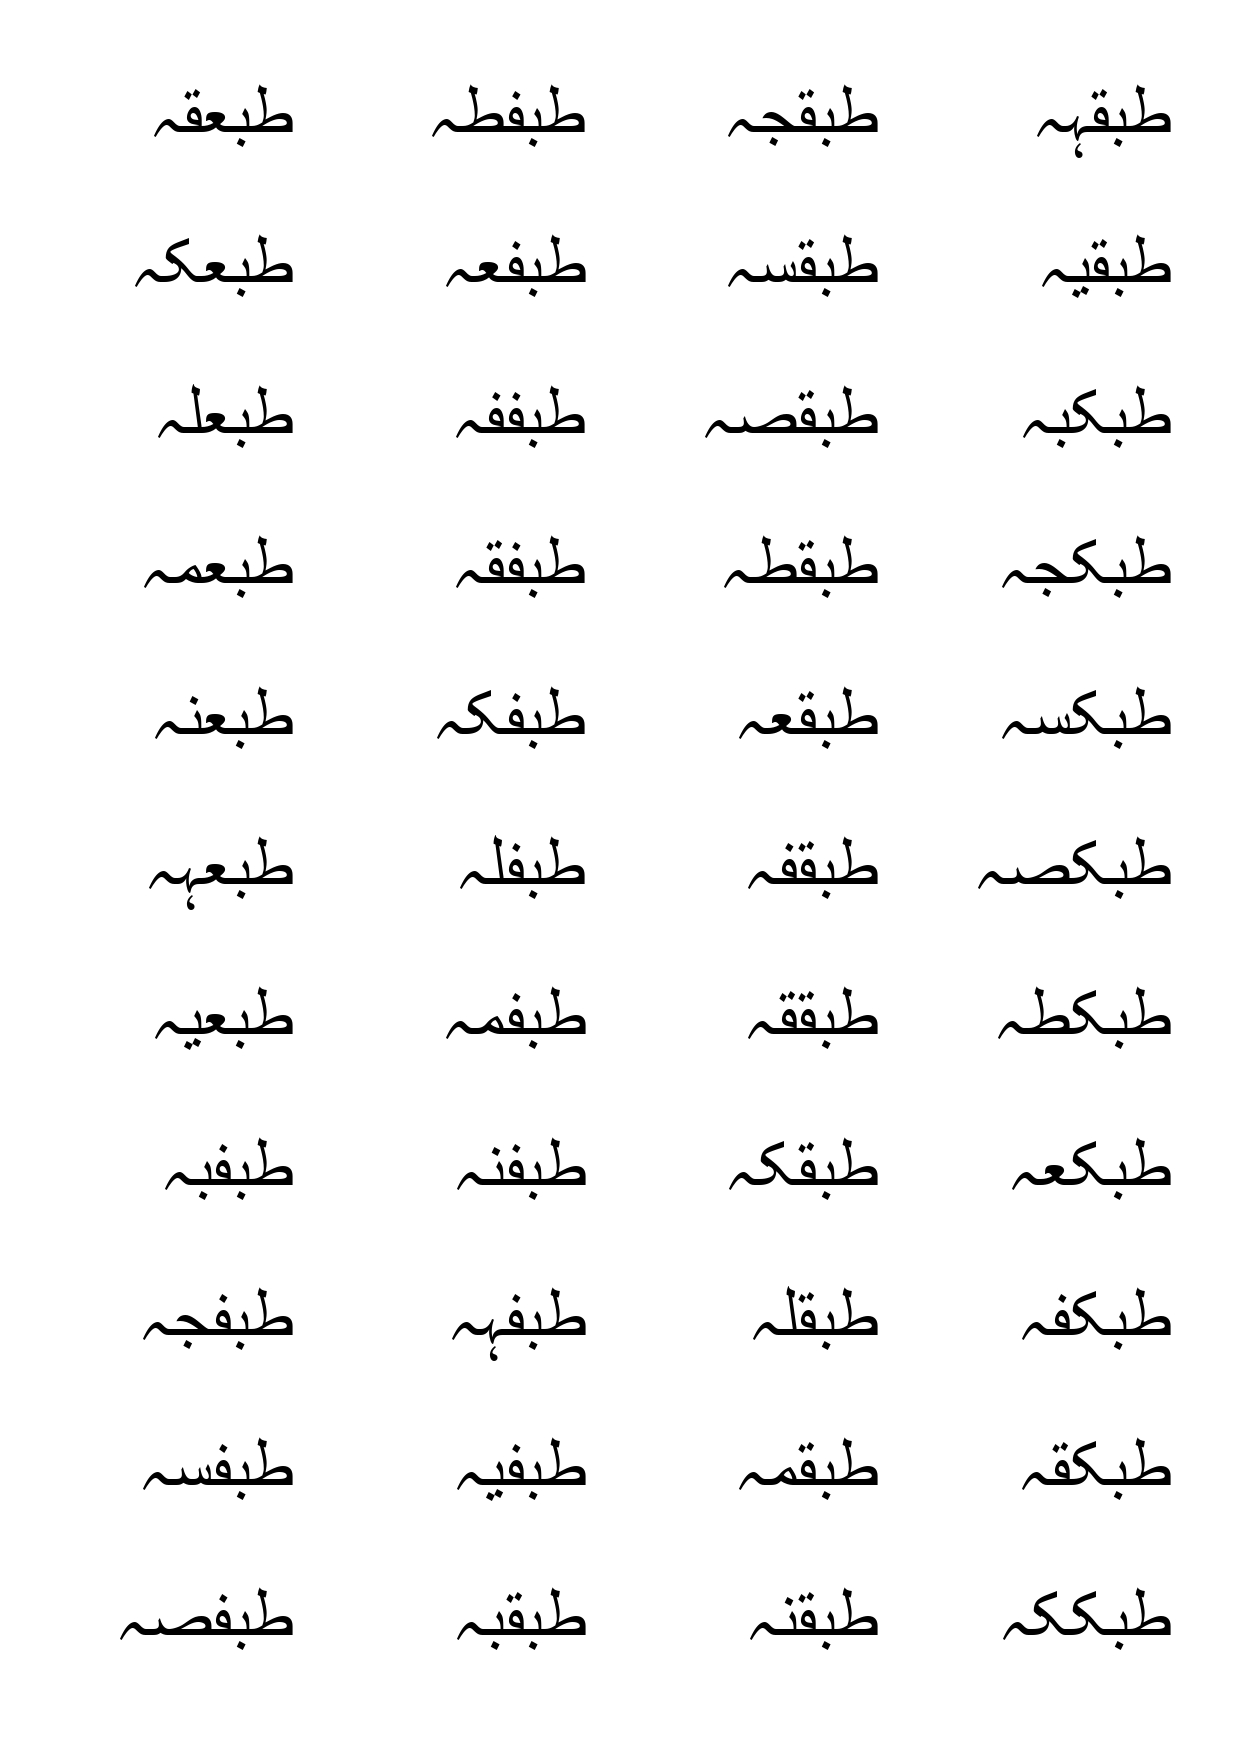 طبقہہ طبقجہ طبفطہ طبعقہ
طبقیہ طبقسہ طبفعہ طبعکہ
طبکبہ طبقصہ طبففہ طبعلہ
طبکجہ طبقطہ طبفقہ طبعمہ
طبکسہ طبقعہ طبفکہ طبعنہ
طبکصہ طبقفہ طبفلہ طبعہہ
طبکطہ طبققہ طبفمہ طبعیہ
طبکعہ طبقکہ طبفنہ طبفبہ
طبکفہ طبقلہ طبفہہ طبفجہ
طبکقہ طبقمہ طبفیہ طبفسہ
طبککہ طبقنہ طبقبہ طبفصہ